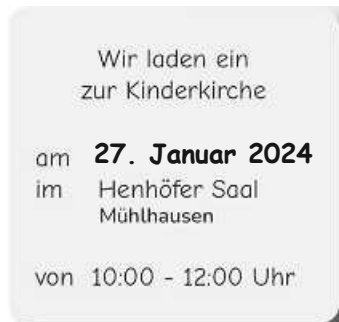 Wir laden ein
zur Kinderkirche
am 27. Januar 2024
im Henhöfer Saal
Mühlhausen
von 10:00 - 12:00 Uhr